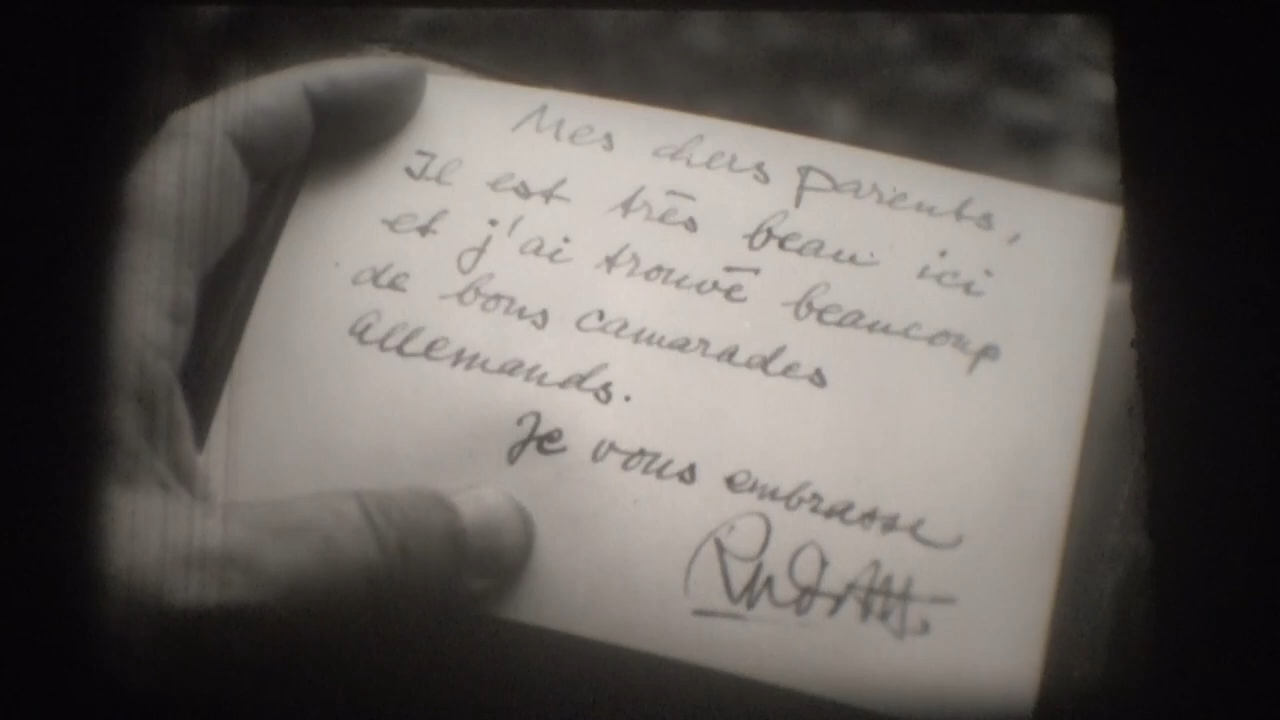 Mes chers parents,
Il est très beau ici
et j'ai trouvé beaucoup
de bons camarades
allemands.
Je vous embrasse